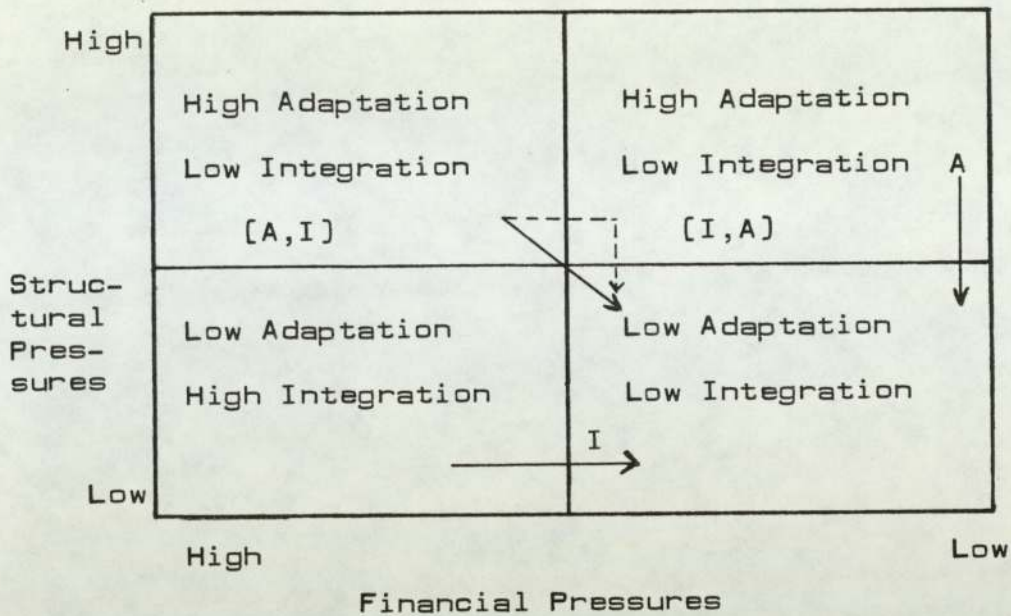 High
High Adaptation
Low Integration
[A,I]
High Adaptation
Low Integration
A
[I,A]
Struc-
tural
Pres-
sures
Low Adaptation
High Integration
Low Adaptation
Low Integration
I
Low
High
Low
Financial Pressures